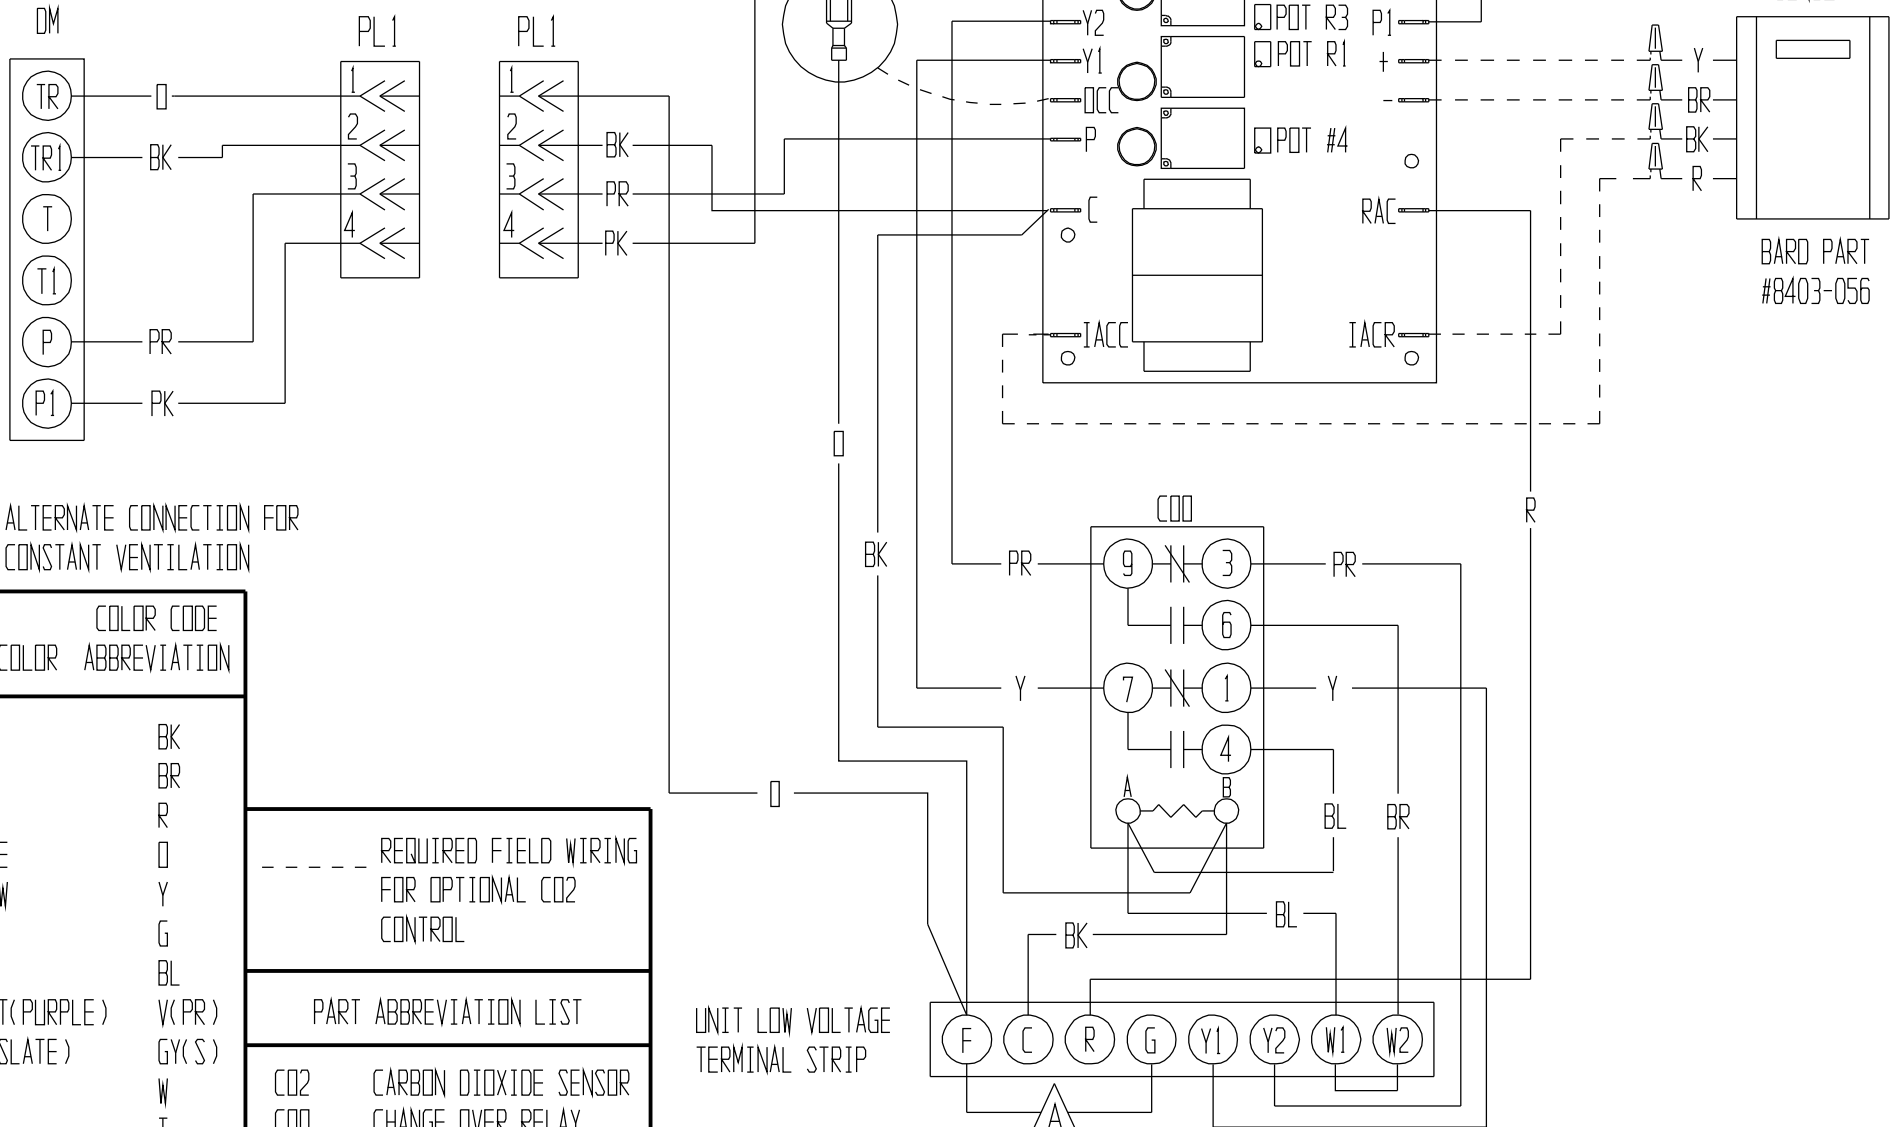 DM
PL1
PL1
TR
TR1
T
T1
P
P1
O
BK
PR
PK
1
2
3
4
1
2
3
4
BK
PR
PK
Y2
Y1
OCC
P
C
IACC
POT R3
POT R1
POT #4
P1
+
-
RAC
IACR
Y
BR
BK
R
BARD PART
#8403-056
O
BK
R
ALTERNATE CONNECTION FOR
CONSTANT VENTILATION
COLOR CODE
COLOR ABBREVIATION
BK
BR
R
E O
W Y
G
BL
T(PURPLE) V(PR)
SLATE) GY(S)
W
REQUIRED FIELD WIRING
FOR OPTIONAL CO2
CONTROL
PART ABBREVIATION LIST
CO2 CARBON DIOXIDE SENSOR
COO CHANGE OVER RELAY
O
COO
PR 9 3 PR
6
Y 7 1 Y
4
A B
BL BR
BL
BK
UNIT LOW VOLTAGE
TERMINAL STRIP
F C R G Y1 Y2 W1 W2
A